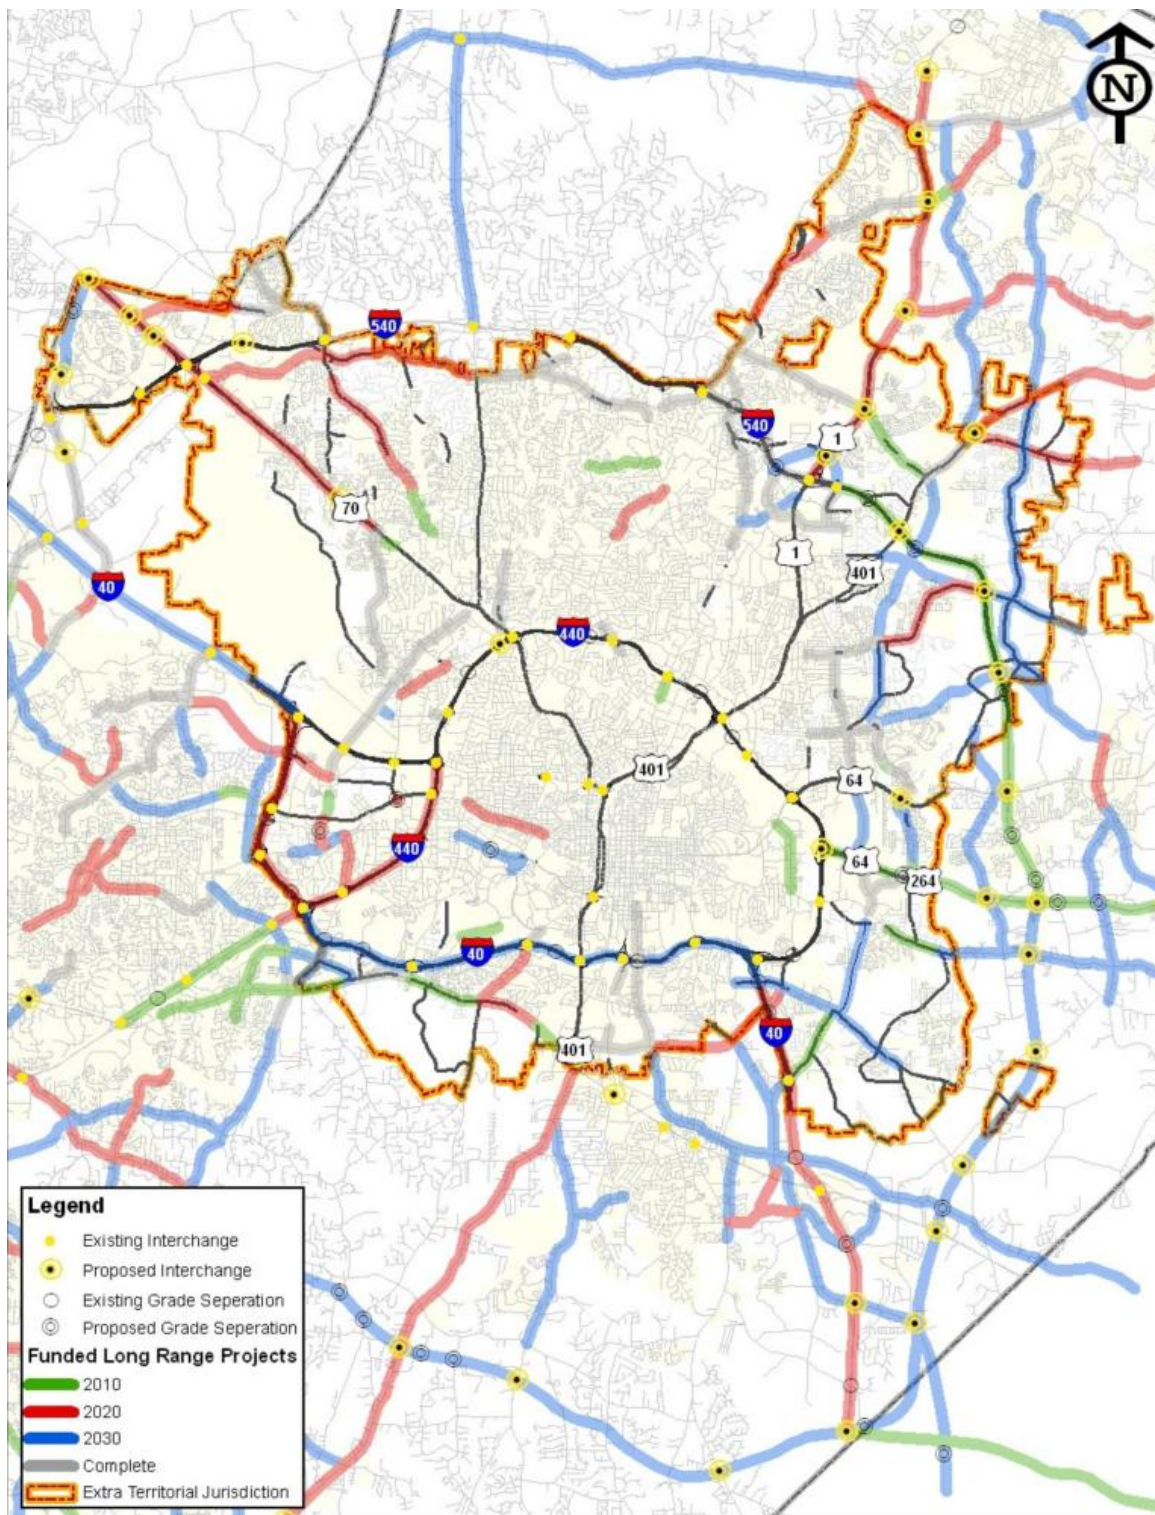 N
540
540
1
70
1
401
40
440
401
64
440
64
264
40
40
401
Legend
Existing Interchange
Proposed Interchange
Existing Grade Seperation
Proposed Grade Seperation
Funded Long Range Projects
2010
2020
2030
Complete
Extra Territorial Jurisdiction